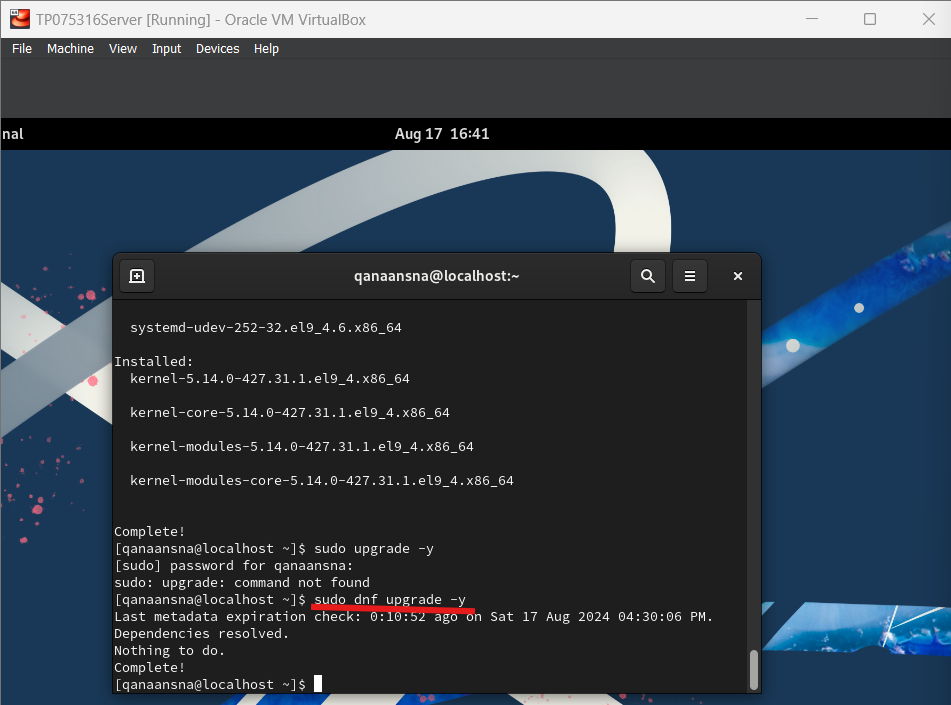 TP075316Server [Running] - Oracle VM VirtualBox
File Machine View Input Devices Help
nal
Aug 17 16:41
qanaansna@localhost:~
systemd-udev-252-32.el9_4.6.x86_64
Installed:
kernel-5.14.0-427.31.1.el9_4.x86_64
kernel-core-5.14.0-427.31.1.el9_4.x86_64
kernel-modules-5.14.0-427.31.1.el9_4.x86_64
kernel-modules-core-5.14.0-427.31.1.el9_4.x86_64
Complete!
[qanaansna@localhost ~]$ sudo upgrade -y
[sudo] password for qanaansna:
sudo: upgrade: command not found
[qanaansna@localhost ~]$ sudo dnf upgrade -y
Last metadata expiration check: 0:10:52 ago on Sat 17 Aug 2024 04:30:06 PM.
Dependencies resolved.
Nothing to do.
Complete!
[qanaansna@localhost ~]$